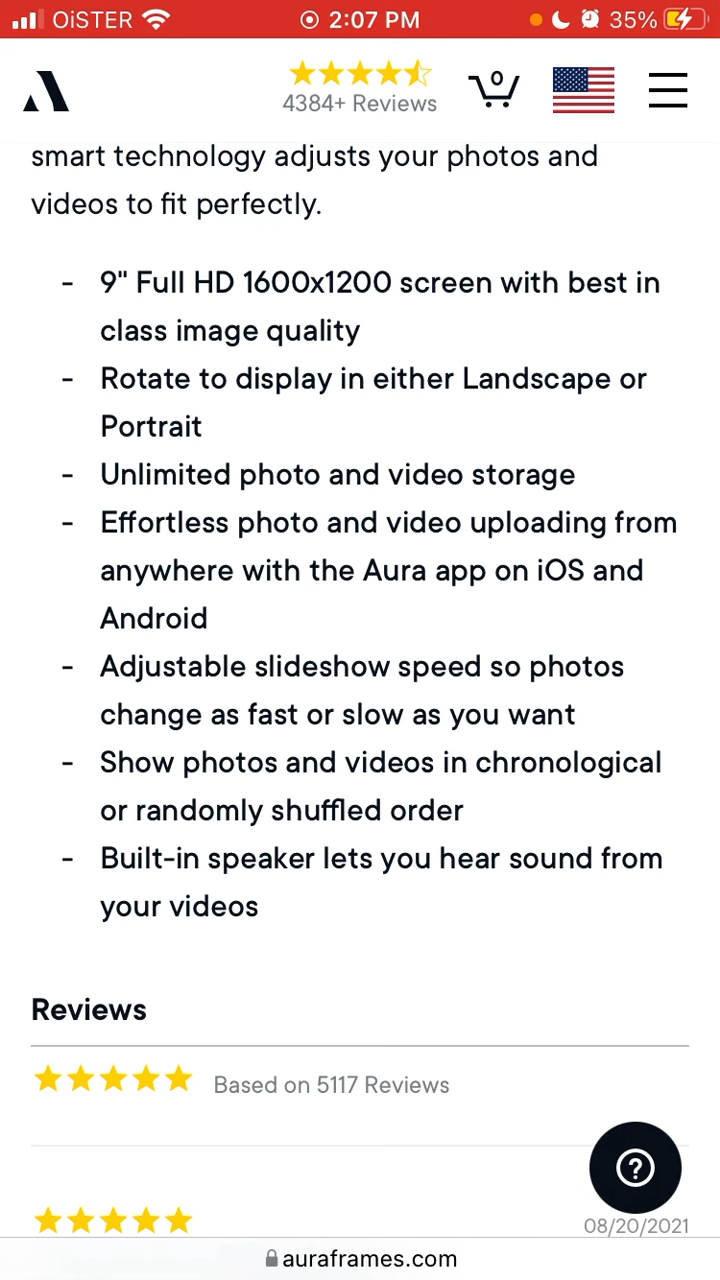 OiSTER 2:07 PM 35%
4384+ Reviews
0
smart technology adjusts your photos and
videos to fit perfectly.
- 9" Full HD 1600x1200 screen with best in
class image quality
- Rotate to display in either Landscape or
Portrait
- Unlimited photo and video storage
- Effortless photo and video uploading from
anywhere with the Aura app on iOS and
Android
- Adjustable slideshow speed so photos
change as fast or slow as you want
- Show photos and videos in chronological
or randomly shuffled order
- Built-in speaker lets you hear sound from
your videos
Reviews
Based on 5117 Reviews
?
08/20/2021
auraframes.com